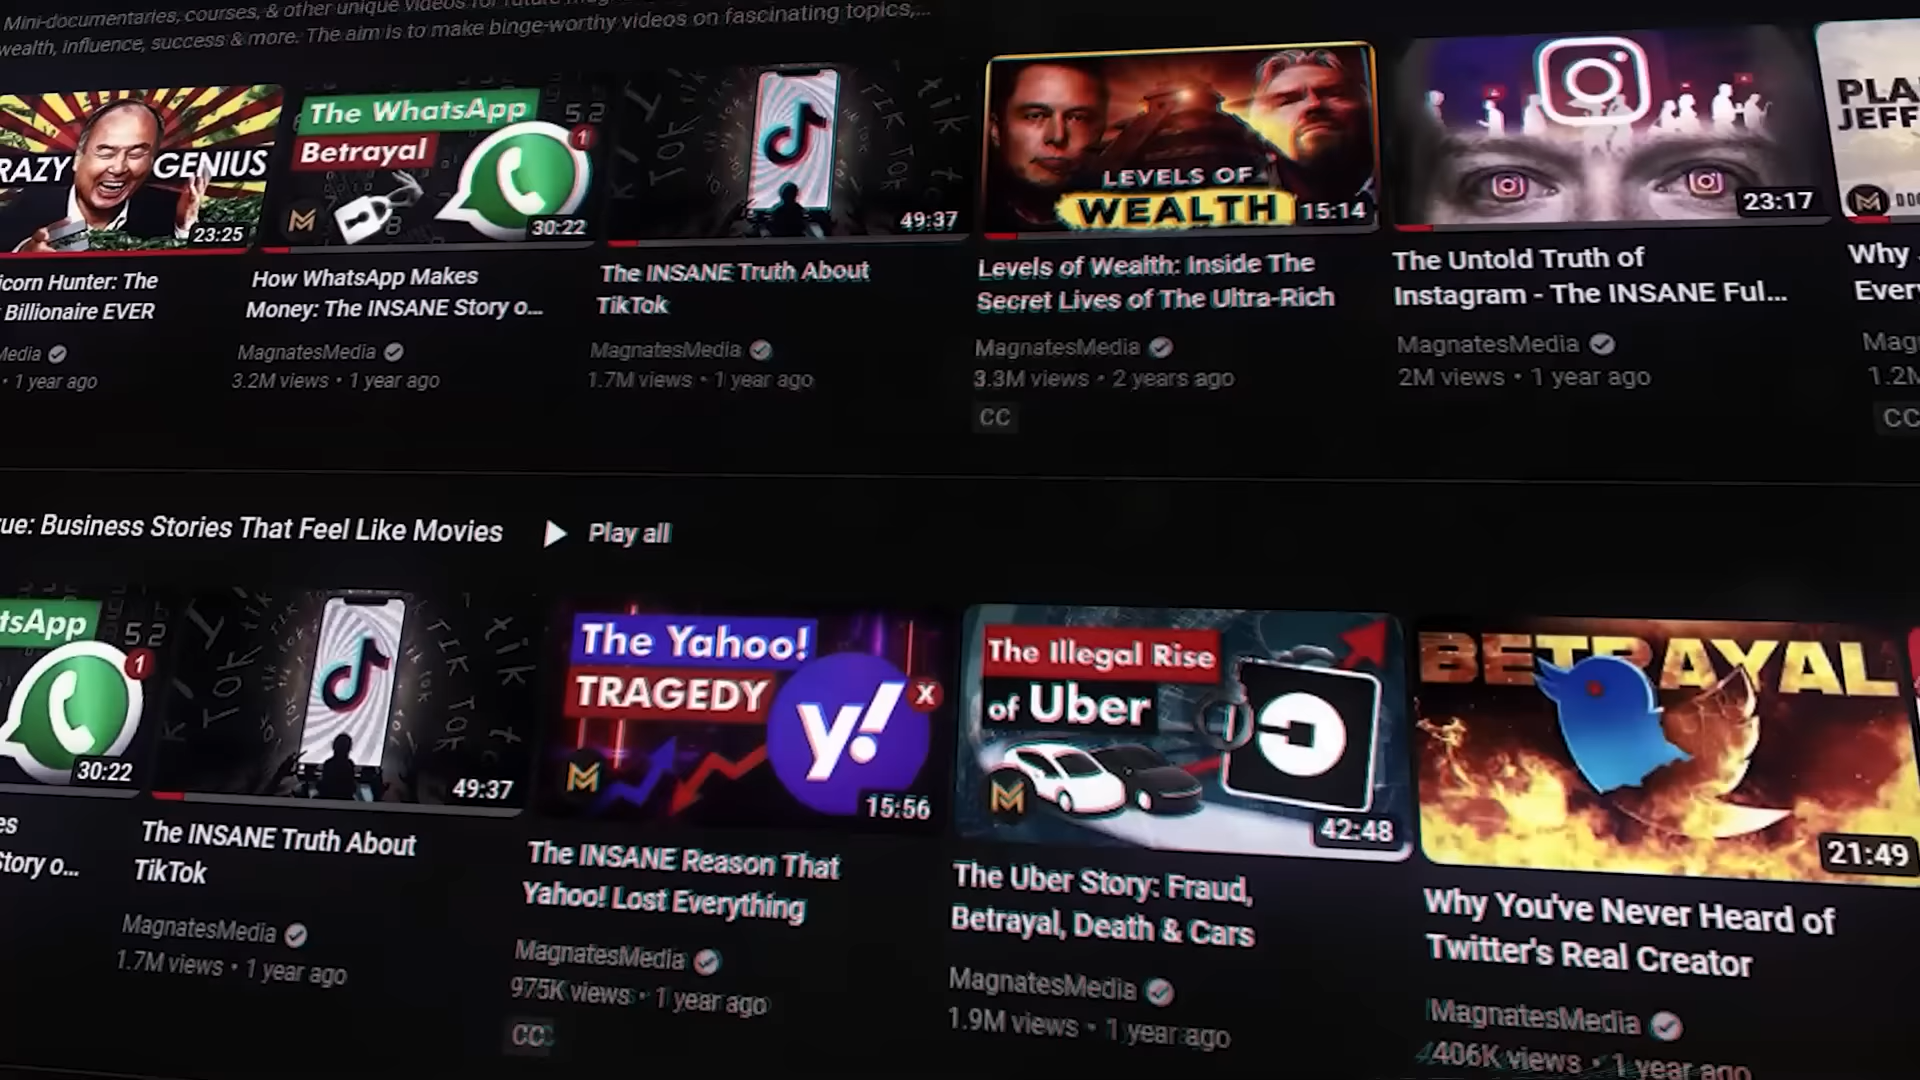 Mini-documentaries, courses, & other unique videos for future
wealth, influence, success & more. The aim is to make binge-worthy videos on fascinating topics,...
RAZY GENIUS
23:25
The WhatsApp
Betrayal
52
1
30:22
TIK
TOK
49:37
LEVELS OF
WEALTH
15:14
23:17
PLA
JEFF
icorn Hunter: The
Billionaire EVER
Media
• 1 year ago
How WhatsApp Makes
Money: The INSANE Story o...
MagnatesMedia
3.2M views • 1 year ago
The INSANE Truth About
TikTok
MagnatesMedia
1.7M views • 1 year ago
Levels of Wealth: Inside The
Secret Lives of The Ultra-Rich
MagnatesMedia
3.3M views • 2 years ago
CC
The Untold Truth of
Instagram - The INSANE Ful...
MagnatesMedia
2M views • 1 year ago
Why
Ever
Mag
1.2M
CC
rue: Business Stories That Feel Like Movies
Play all
tsApp
52
1
30:22
TIK
TOK
49:37
The Yahoo!
TRAGEDY
y!
X
15:56
The Illegal Rise
of Uber
42:48
BETRAYAL
21:49
es
Story o...
The INSANE Truth About
TikTok
MagnatesMedia
1.7M views • 1 year ago
The INSANE Reason That
Yahoo! Lost Everything
MagnatesMedia
975K views • 1 year ago
CC
The Uber Story: Fraud,
Betrayal, Death & Cars
MagnatesMedia
1.9M views • 1 year ago
Why You've Never Heard of
Twitter's Real Creator
MagnatesMedia
406K views • 1 year ago